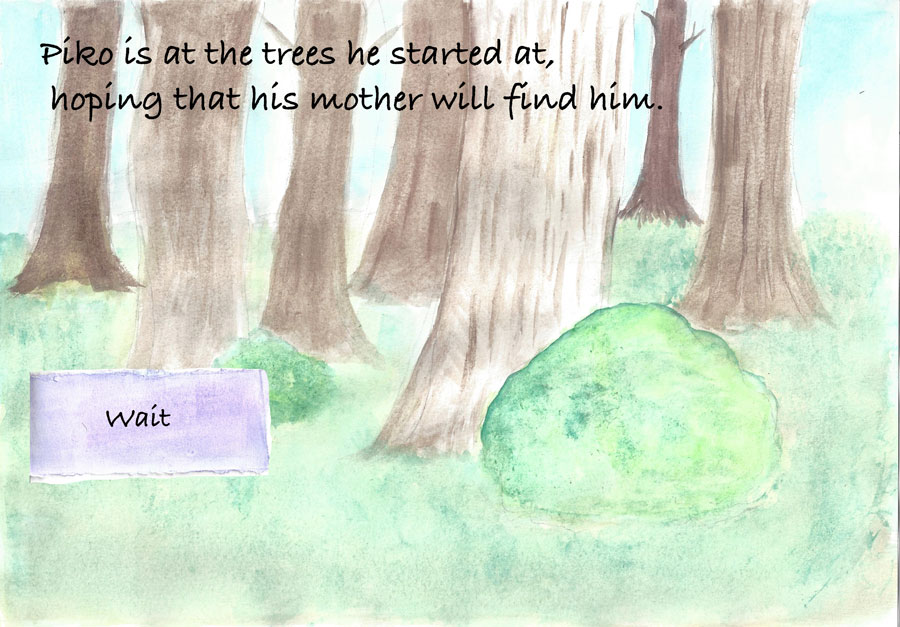 Piko is at the trees he started at,
hoping that his mother will find him.
Wait